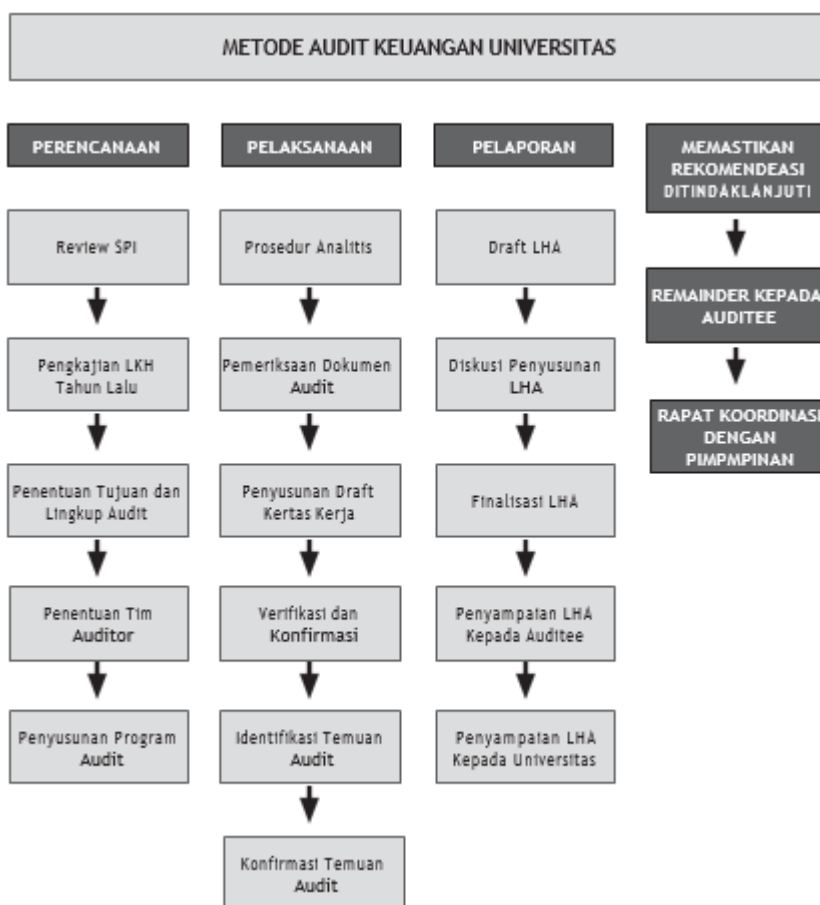 METODE AUDIT KEUANGAN UNIVERSITAS
PERENCANAAN
Review SPI
Pengkajian LKH
Tahun Lalu
Penentuan Tujuan dan
Lingkup Audit
Penentuan Tim
Auditor
Penyusunan Program
Audit
PELAKSANAAN
Prosedur Analitis
Pemeriksaan Dokumen
Audit
Penyusunan Draft
Kertas Kerja
Verifikasi dan
Konfirmasi
Identifikasi Temuan
Audit
Konfirmasi Temuan
Audit
PELAPORAN
Draft LHA
Diskusi Penyusunan
LHA
Finalisasi LHA
Penyampaian LHA
Kepada Auditee
Penyampaian LHA
Kepada Universitas
MEMASTIKAN
REKOMENDEASI
DITINDAKLANJUTI
REMAINDER KEPADA
AUDITEE
RAPAT KOORDINASI
DENGAN
PIMPMPINAN